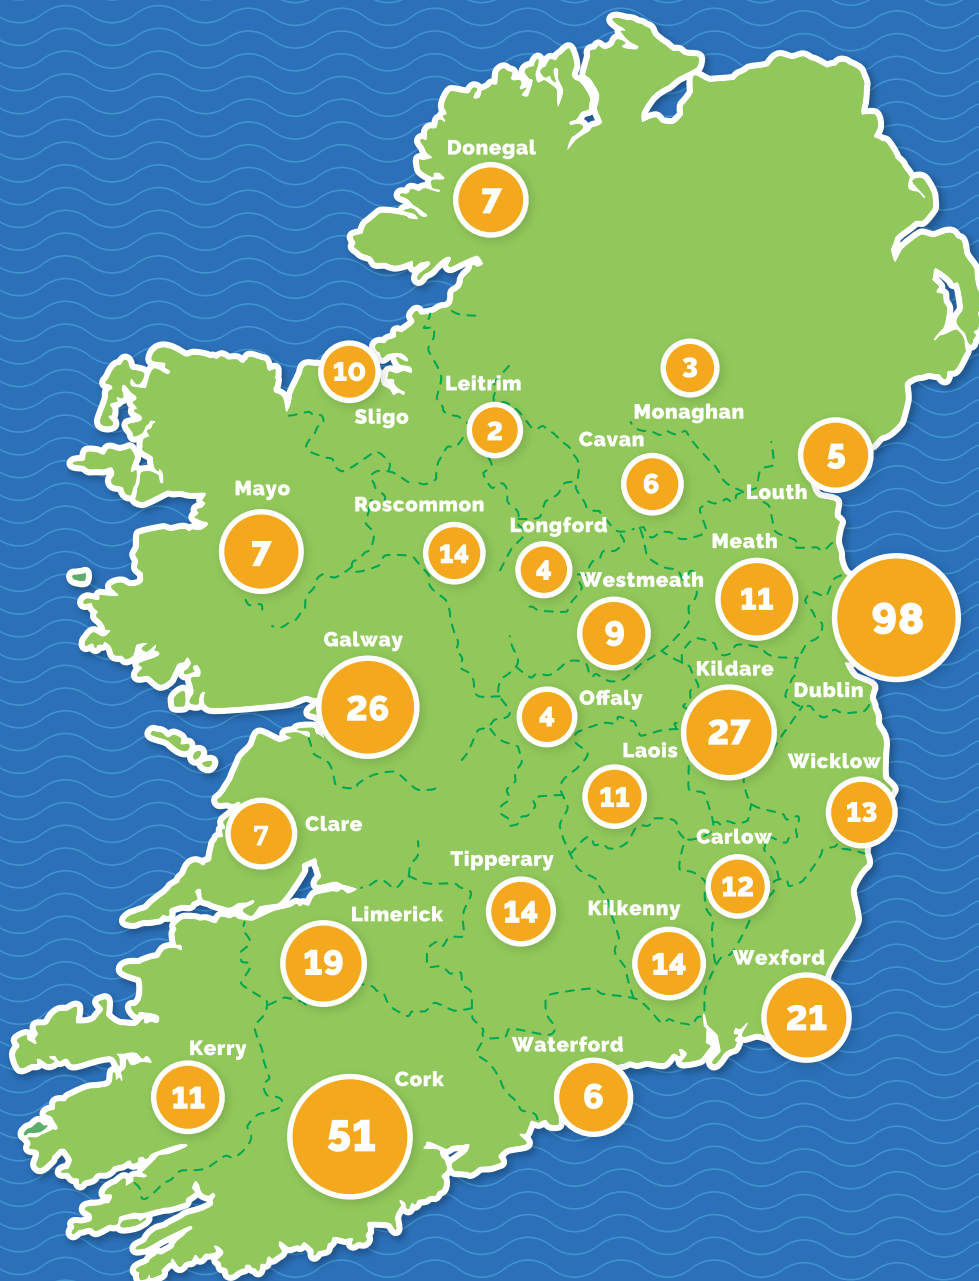 Donegal
7
10
Sligo
Leitrim
2
3
Monaghan
Cavan
6
5
Louth
Mayo
7
Roscommon
14
Longford
4
Meath
11
Westmeath
9
98
Dublin
Galway
26
Offaly
4
Kildare
27
Laois
11
Wicklow
13
7
Clare
Carlow
12
Tipperary
14
Limerick
19
Kilkenny
14
Wexford
21
Kerry
11
Cork
51
Waterford
6